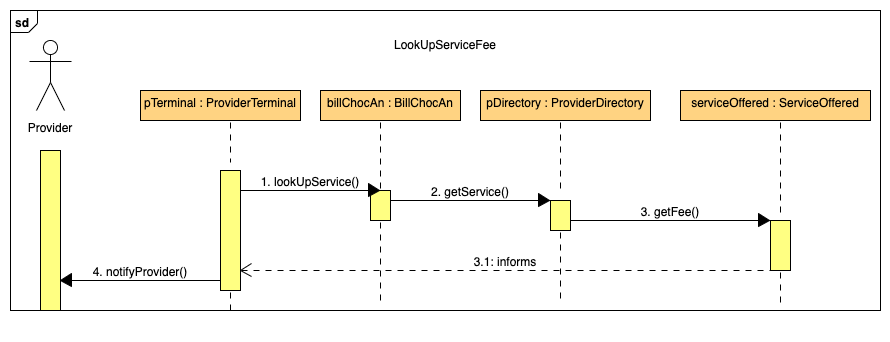 sd
LookUpServiceFee
pTerminal : ProviderTerminal
billChocAn : BillChocAn
pDirectory : ProviderDirectory
serviceOffered : ServiceOffered
Provider
1. lookUpService()
2. getService()
3. getFee()
3.1: informs
4. notifyProvider()